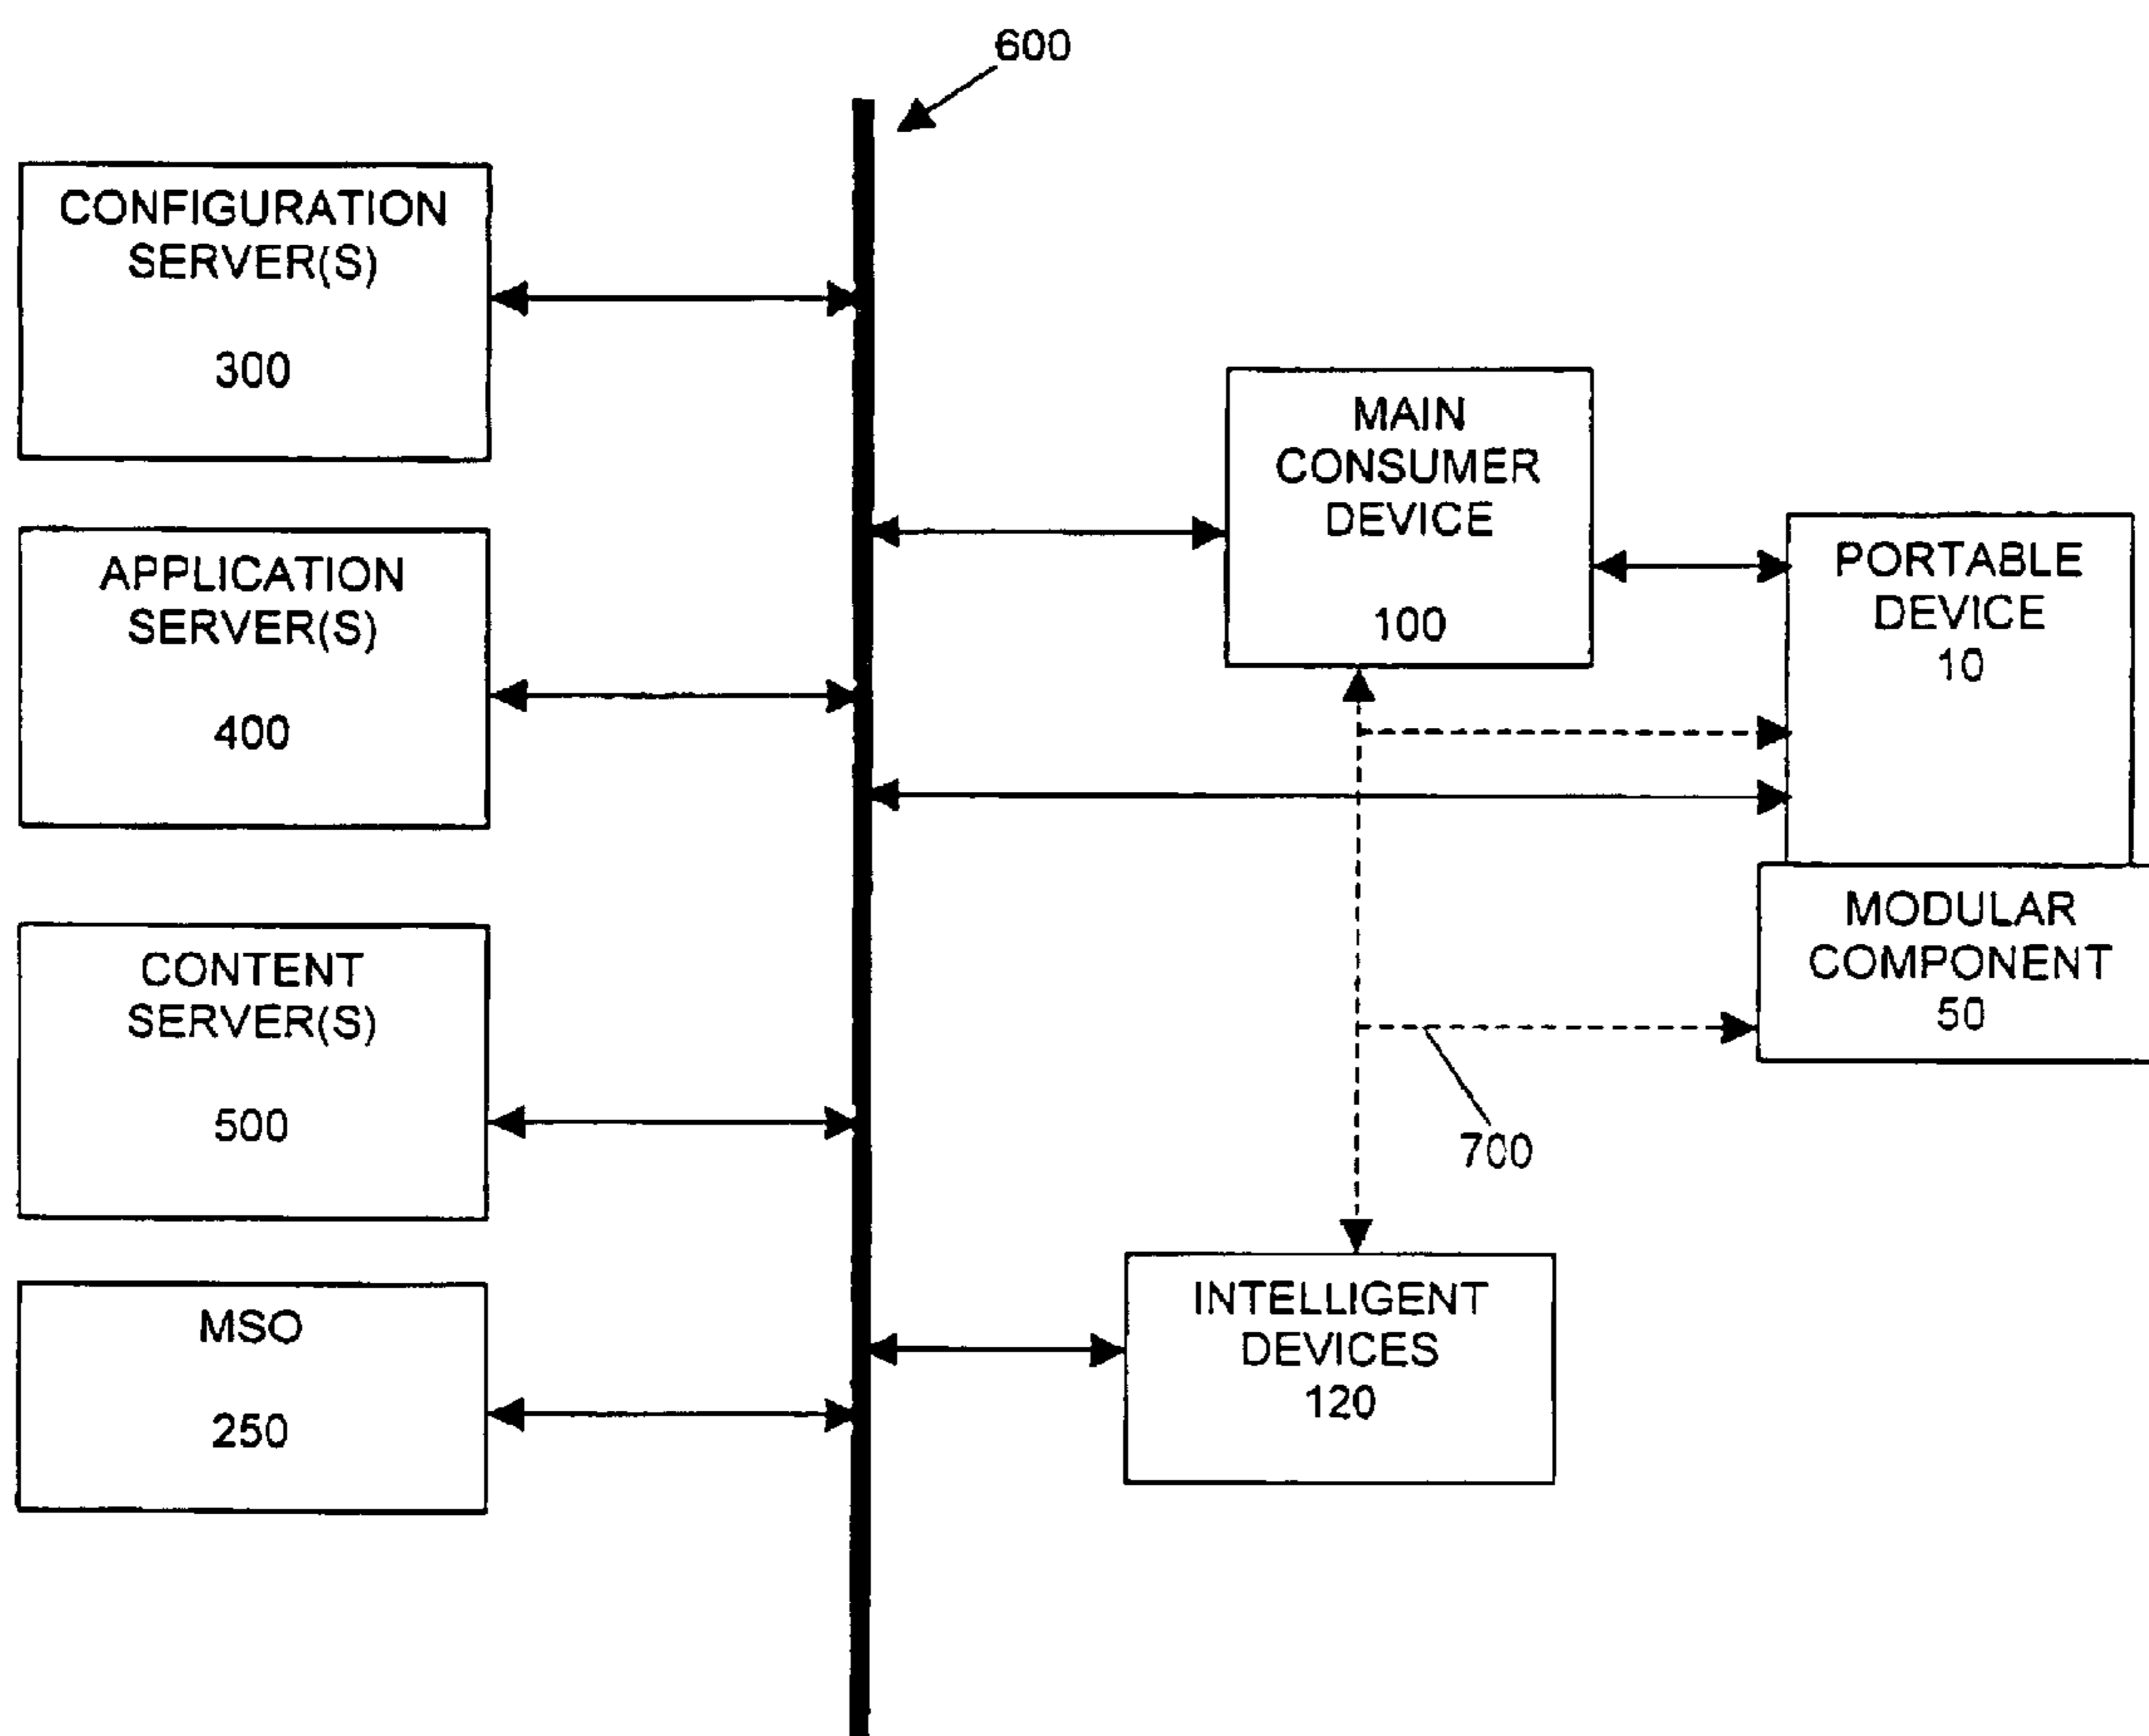 600
CONFIGURATION
SERVER(S)
300
APPLICATION
SERVER(S)
400
CONTENT
SERVER(S)
500
MSO
250
MAIN
CONSUMER
DEVICE
100
PORTABLE
DEVICE
10
MODULAR
COMPONENT
50
700
INTELLIGENT
DEVICES
120